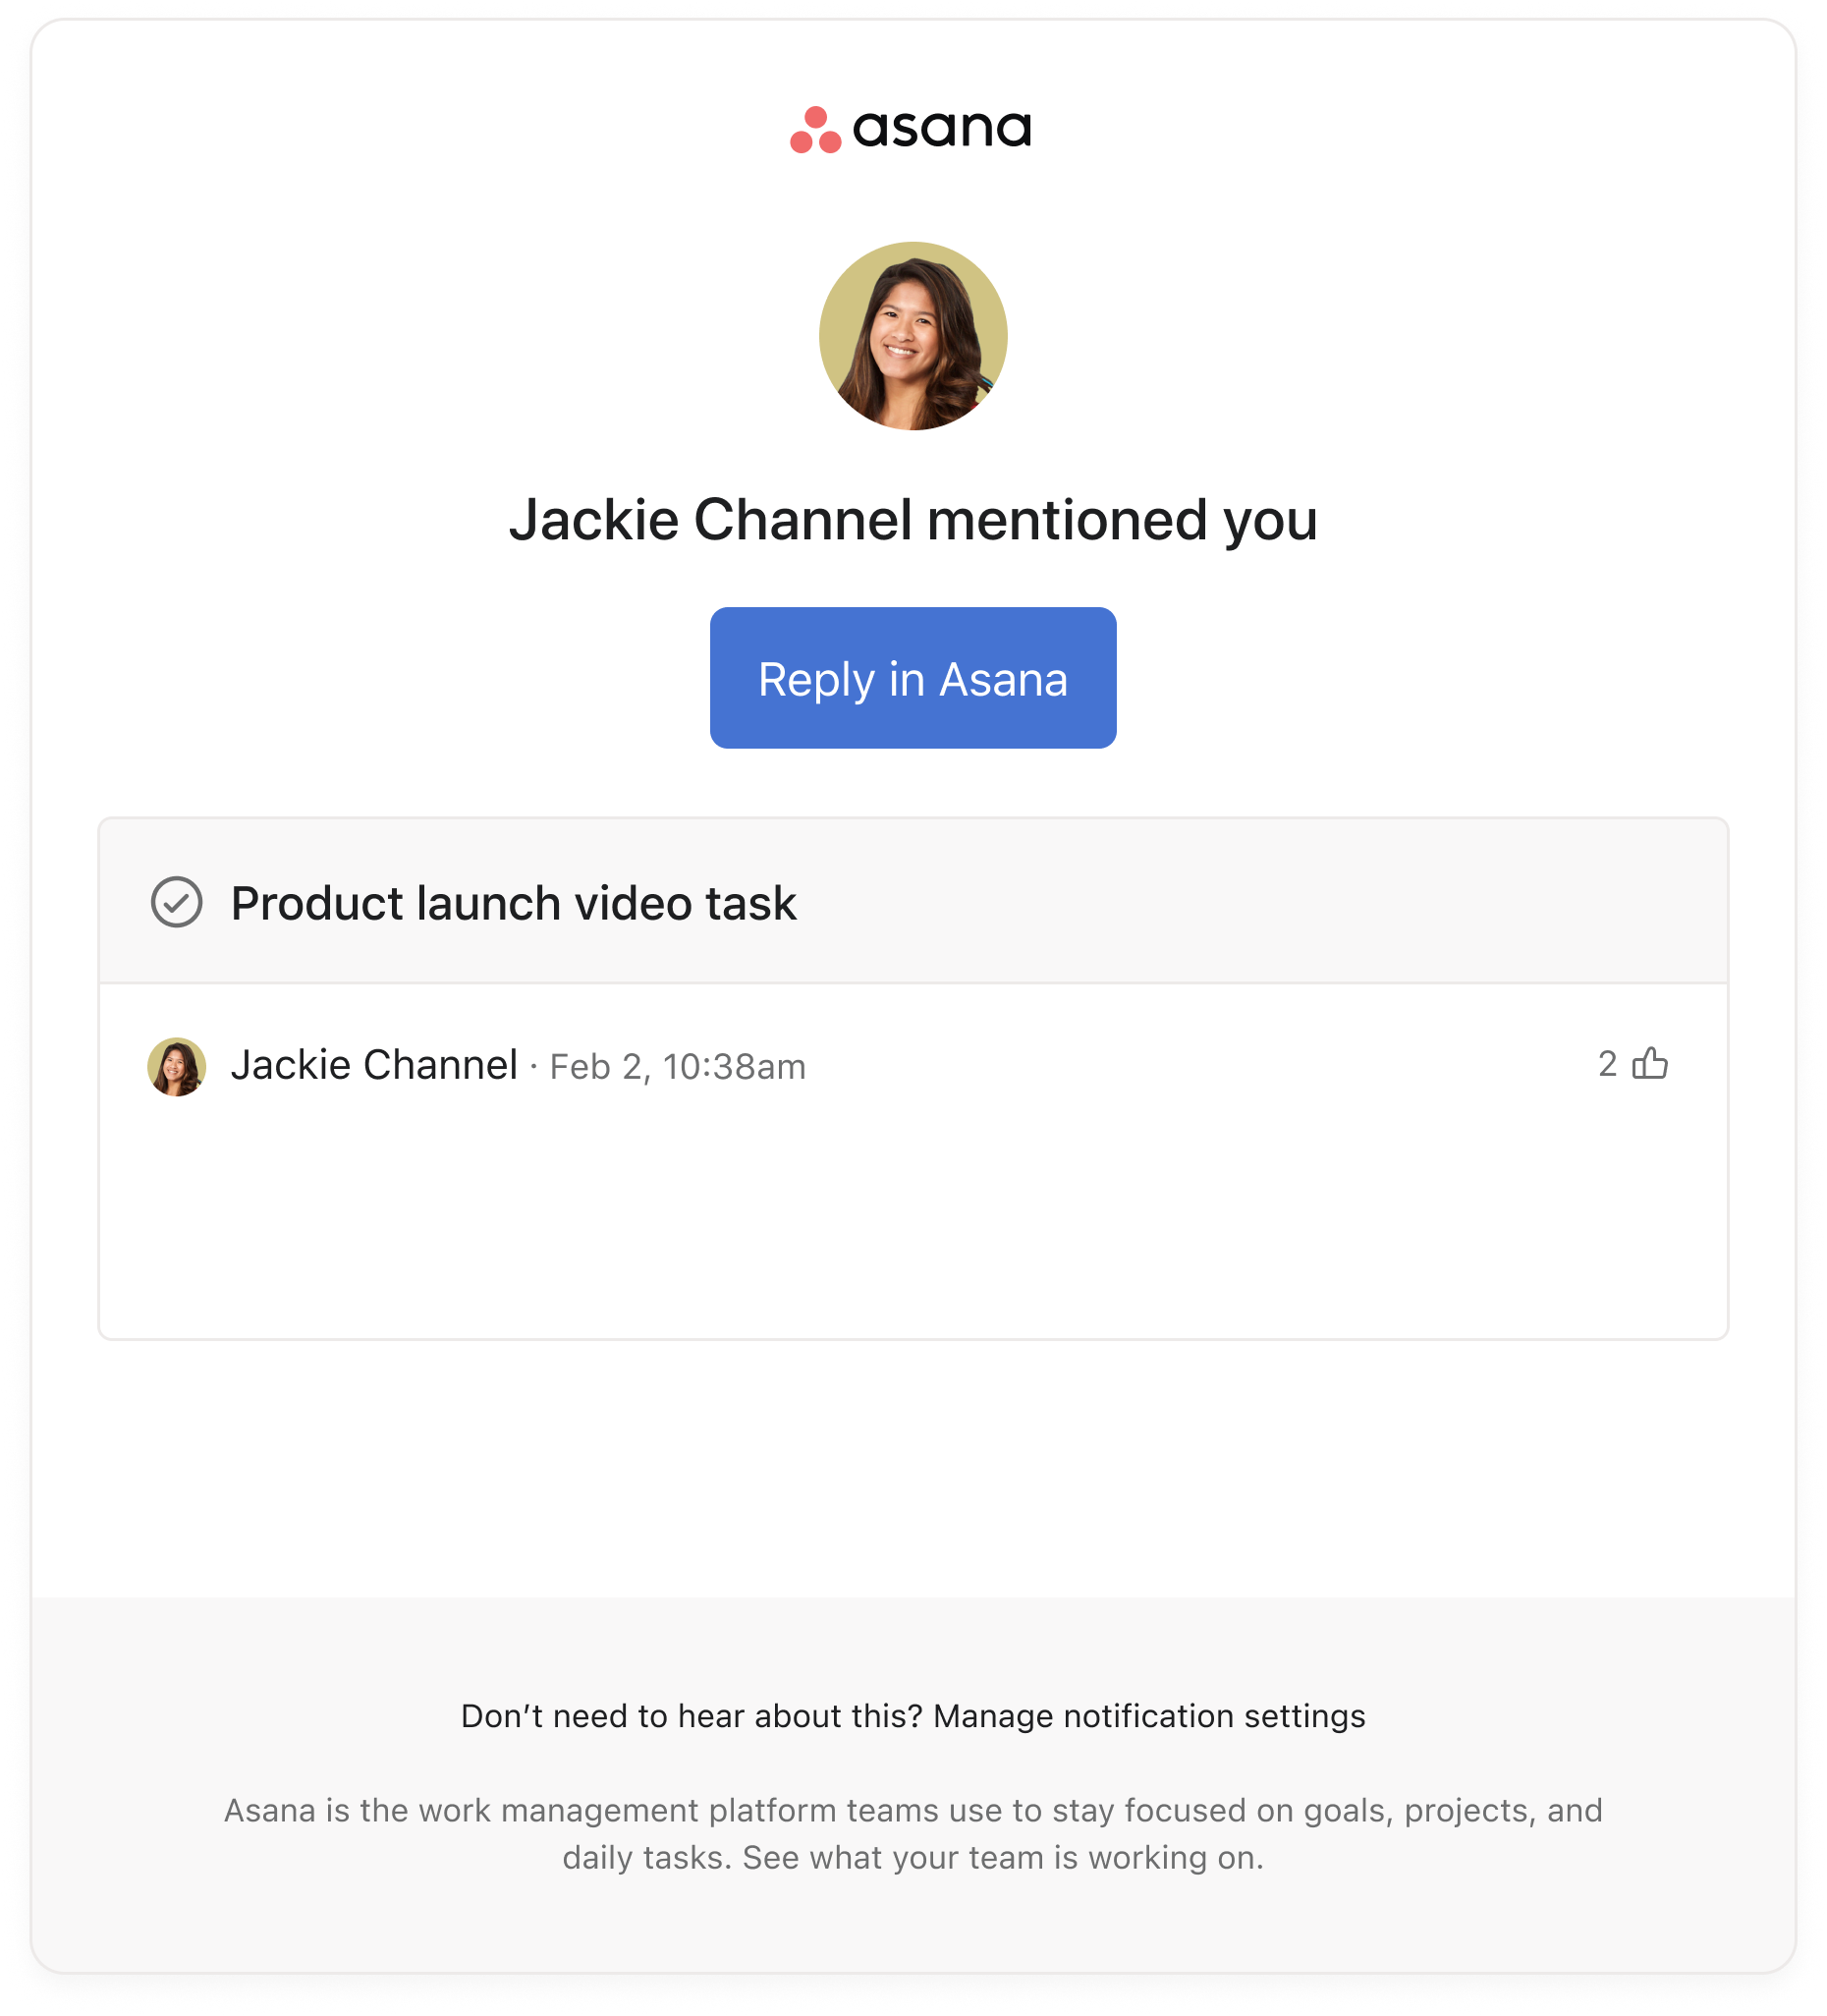 asana
Jackie Channel mentioned you
Reply in Asana
Product launch video task
Jackie Channel · Feb 2, 10:38am
2
Don’t need to hear about this? Manage notification settings
Asana is the work management platform teams use to stay focused on goals, projects, and
daily tasks. See what your team is working on.